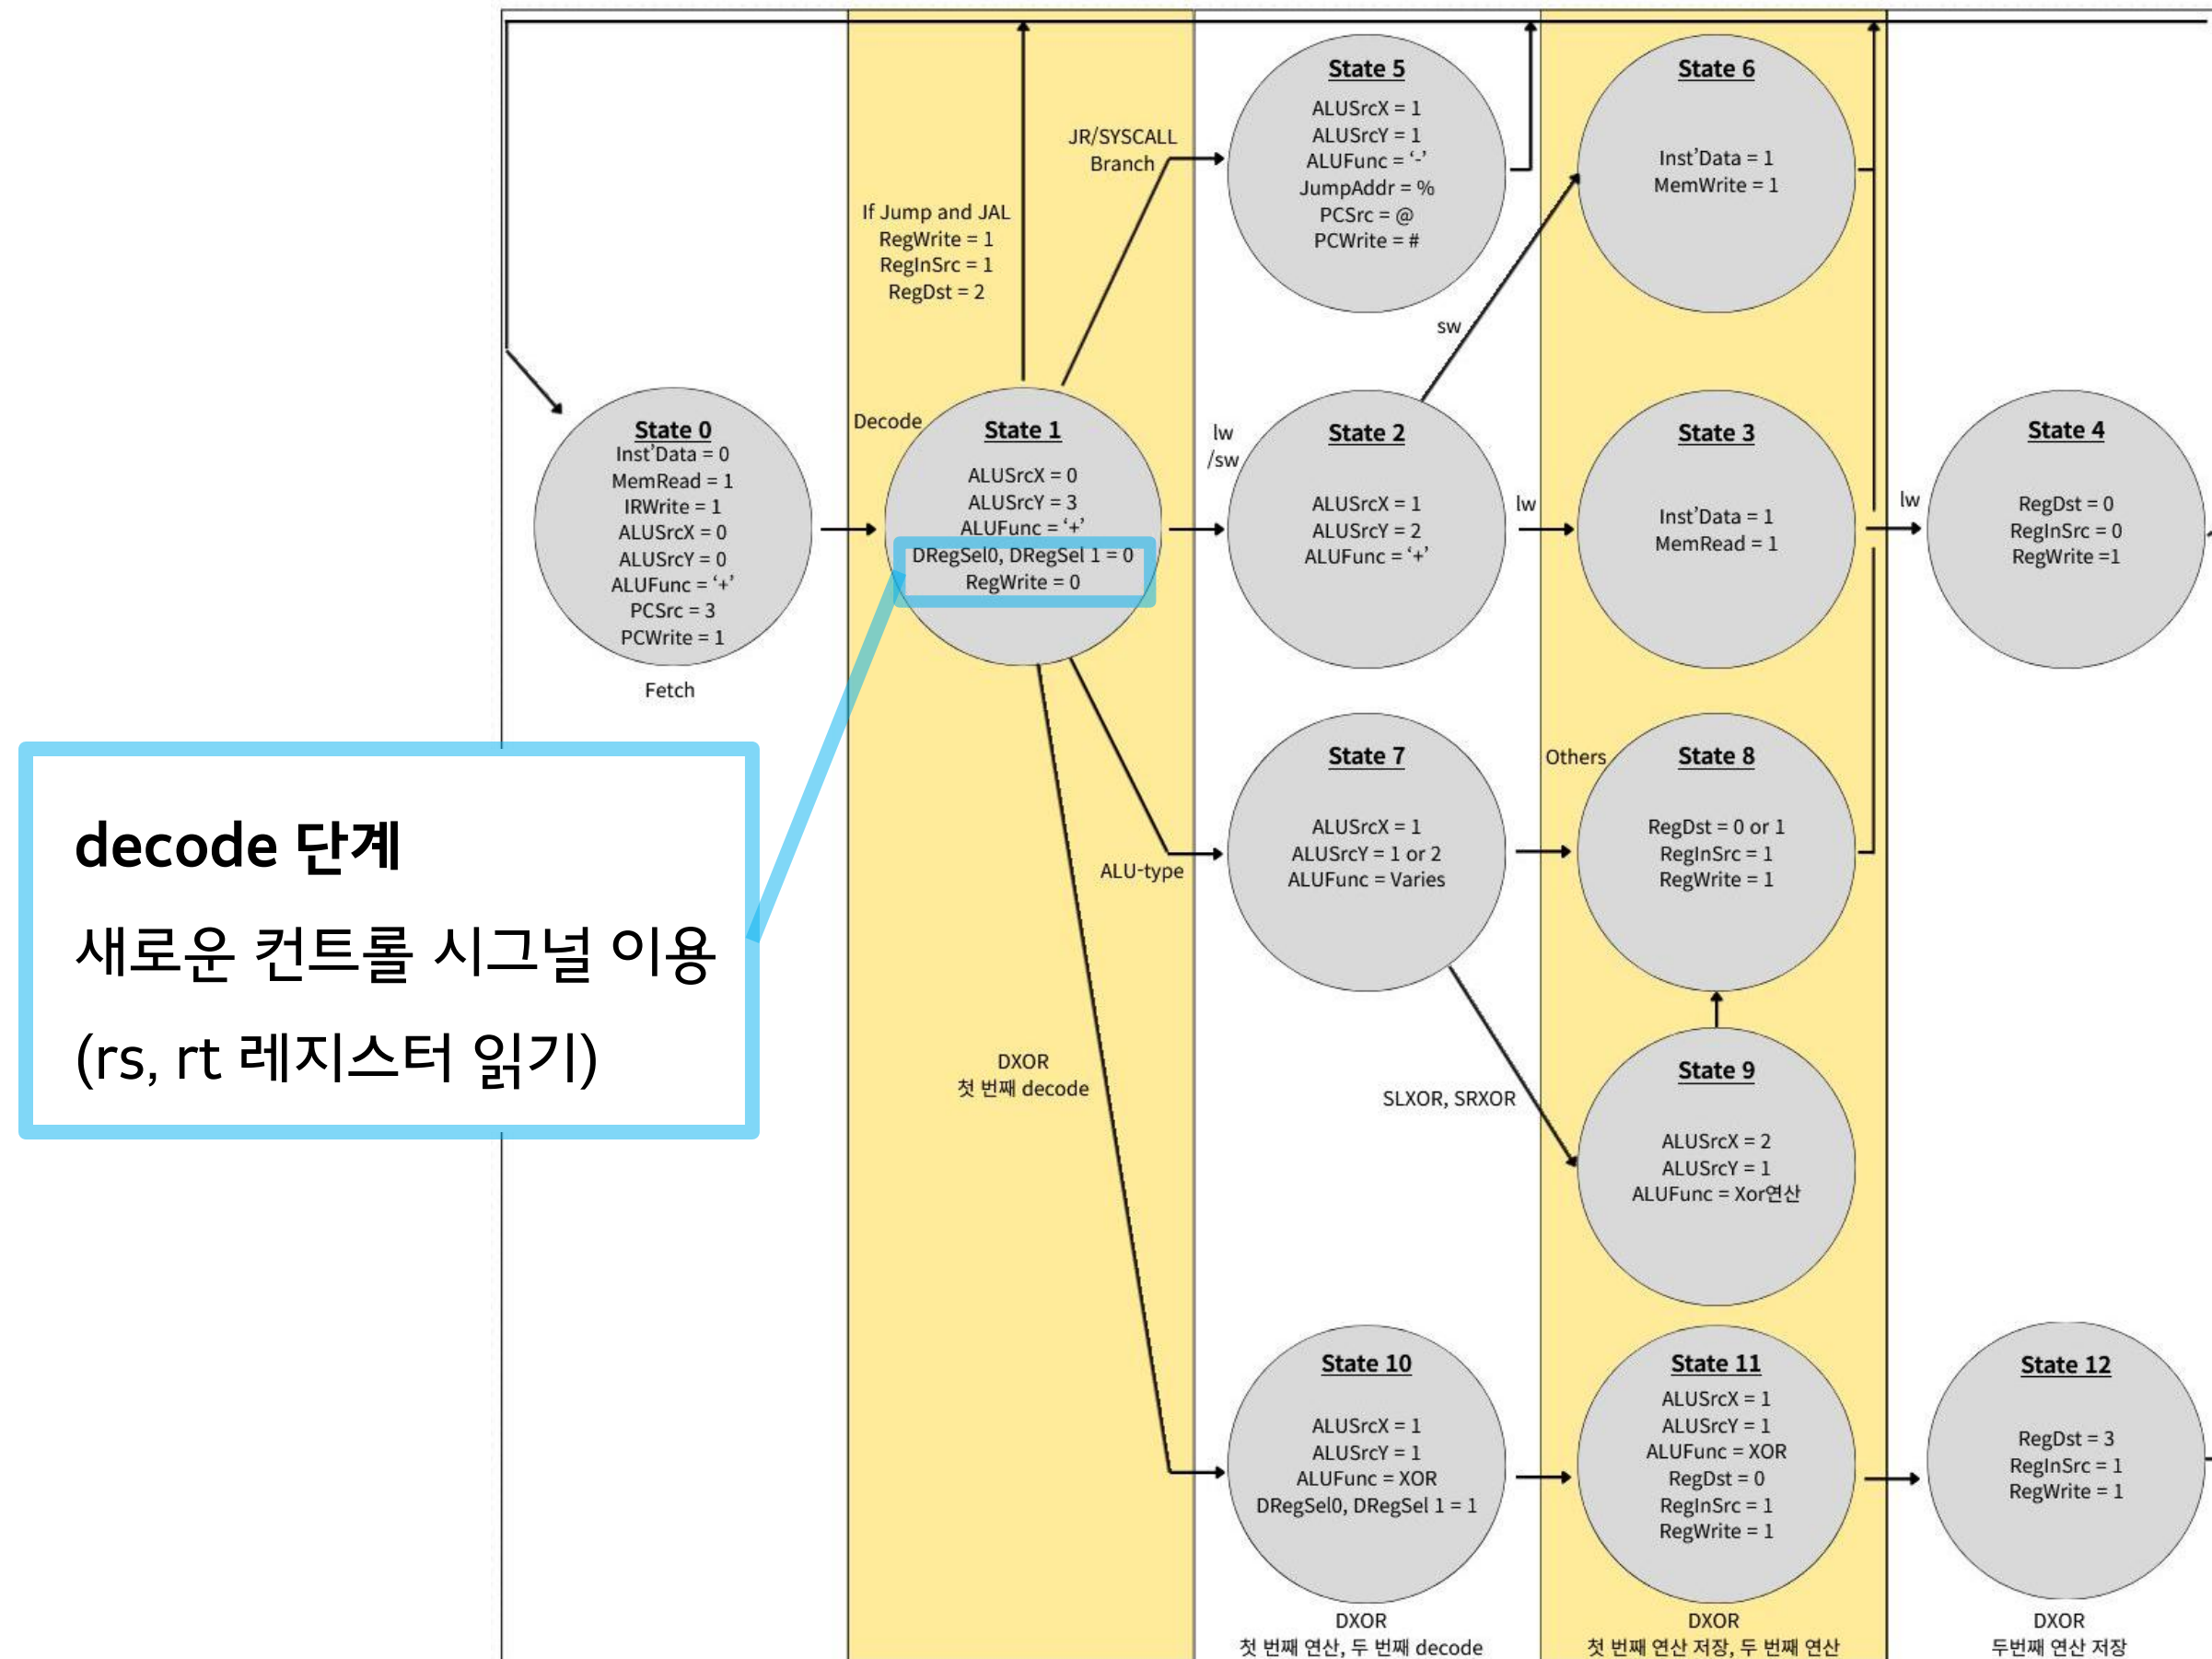 State 5
ALUSrcX = 1
ALUSrcY = 1
ALUFunc = ‘-’
JumpAddr = %
PCSrc = @
PCWrite = #
State 6
Inst’Data = 1
MemWrite = 1
JR/SYSCALL
Branch
If Jump and JAL
RegWrite = 1
RegInSrc = 1
RegDst = 2
sw
State 0
Inst’Data = 0
MemRead = 1
IRWrite = 1
ALUSrcX = 0
ALUSrcY = 0
ALUFunc = ‘+’
PCSrc = 3
PCWrite = 1
Fetch
Decode
State 1
ALUSrcX = 0
ALUSrcY = 3
ALUFunc = ‘+’
DRegSel0, DRegSel 1 = 0
RegWrite = 0
lw
/sw
State 2
ALUSrcX = 1
ALUSrcY = 2
ALUFunc = ‘+’
lw
State 3
Inst’Data = 1
MemRead = 1
lw
State 4
RegDst = 0
RegInSrc = 0
RegWrite =1
decode 단계
새로운 컨트롤 시그널 이용
(rs, rt 레지스터 읽기)
ALU-type
State 7
ALUSrcX = 1
ALUSrcY = 1 or 2
ALUFunc = Varies
Others
State 8
RegDst = 0 or 1
RegInSrc = 1
RegWrite = 1
DXOR
첫 번째 decode
SLXOR, SRXOR
State 9
ALUSrcX = 2
ALUSrcY = 1
ALUFunc = Xor연산
State 10
ALUSrcX = 1
ALUSrcY = 1
ALUFunc = XOR
DRegSel0, DRegSel 1 = 1
DXOR
첫 번째 연산, 두 번째 decode
State 11
ALUSrcX = 1
ALUSrcY = 1
ALUFunc = XOR
RegDst = 0
RegInSrc = 1
RegWrite = 1
DXOR
첫 번째 연산 저장, 두 번째 연산
State 12
RegDst = 3
RegInSrc = 1
RegWrite = 1
DXOR
두번째 연산 저장